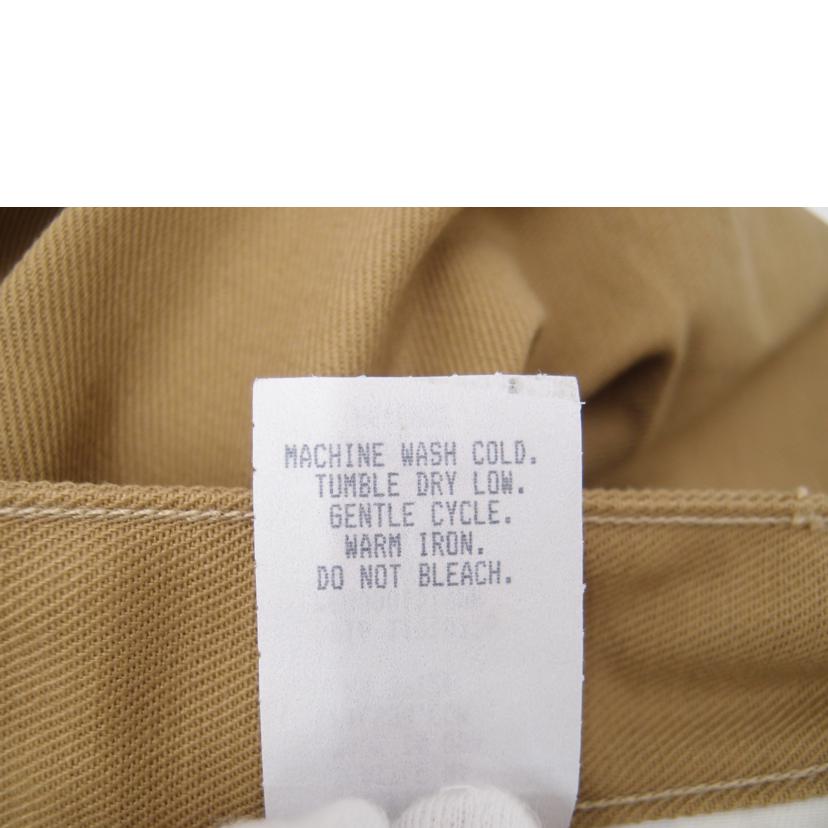 MACHINE WASH COLD.
TUMBLE DRY LOW.
GENTLE CYCLE.
WARM IRON.
DO NOT BLEACH.